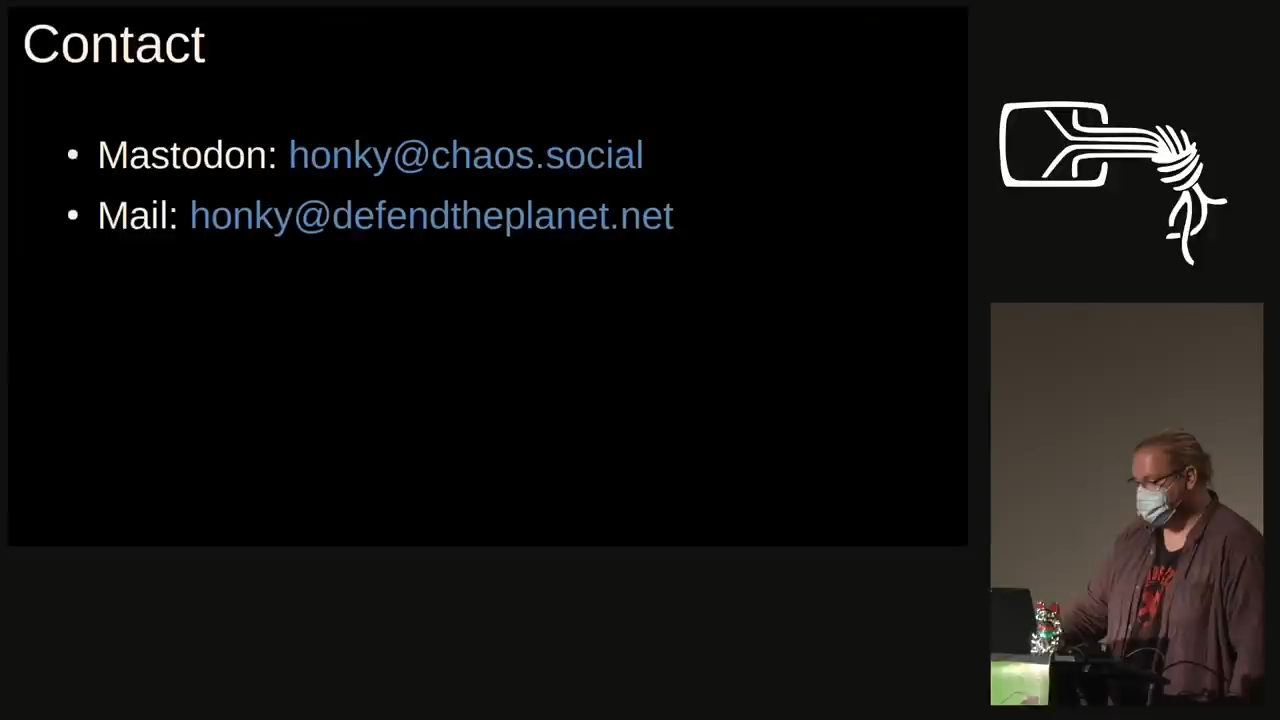 Contact
• Mastodon: honky@chaos.social
• Mail: honky@defendtheplanet.net